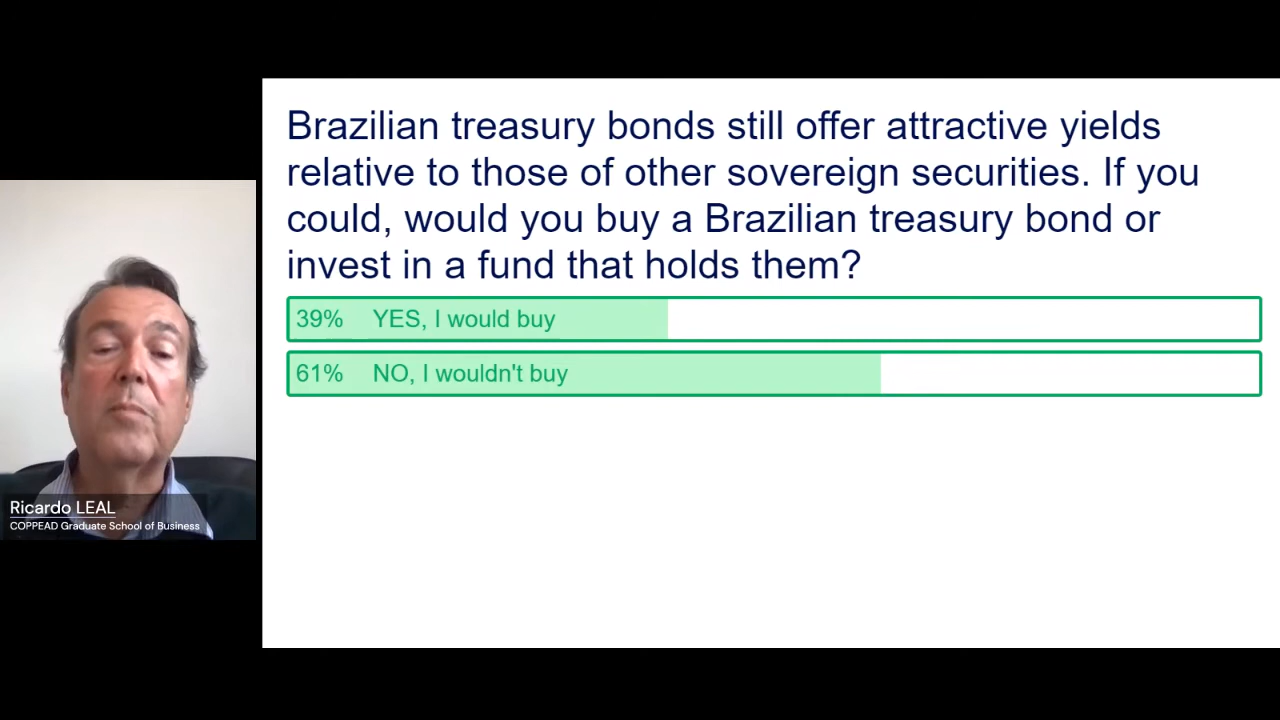 Brazilian treasury bonds still offer attractive yields
relative to those of other sovereign securities. If you
could, would you buy a Brazilian treasury bond or
invest in a fund that holds them?
39% YES, I would buy
61% NO, I wouldn't buy
Ricardo LEAL
COPPEAD Graduate School of Business